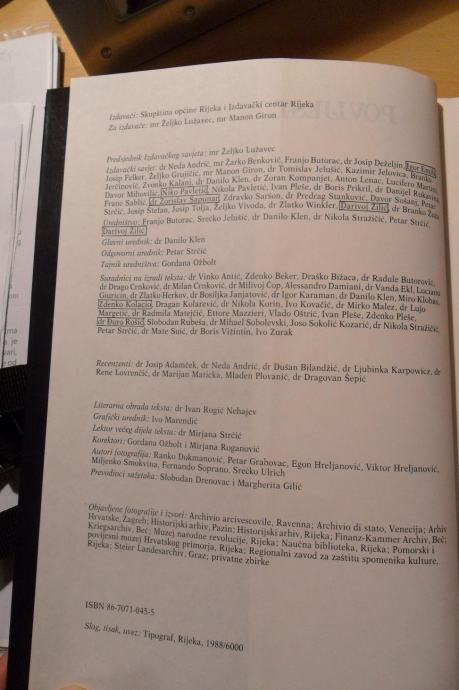 POVIJEST
Izdavači: Skupština općine Rijeka i Izdavački centar Rijeka
Za izdavače: mr Željko Lužavec, mr Manon Giron
Predsjednik Izdavačkog savjeta: mr Željko Lužavec
Izdavački savjet: dr Neda Andrić, mr Žarko Benković, Franjo Butorac, dr Josip Deželjin, Igor Emili,
Josip Felker, Željko Grujičić, mr Manon Giron, dr Tomislav Jelušić, Kazimir Jelovica, Branko
Jerčinović, Zvonko Kalani, dr Danilo Klen, dr Zoran Kompanjet, Anton Lenac, Lucifero Martini,
Davor Mihovilić, Niko Pavletić, Nikola Pavletić, Ivan Pleše, dr Boris Prikril, dr Danijel Rukavina,
Frane Sablić, dr Zorislav Sapunar, Zdravko Saršon, dr Predrag Stanković, Davor Sušanj, Petar
Strčić, Josip Štefan, Josip Tolja, Željko Vivoda, dr Zlatko Winkler, Darivoj Žilić, dr Branko Žuža
Uredništvo: Franjo Butorac, Srećko Jelušić, dr Danilo Klen, dr Nikola Stražičić, Petar Strčić,
Darivoj Žilić
Glavni urednik: dr Danilo Klen
Odgovorni urednik: Petar Strčić
Tajnik uredništva: Gordana Ožbolt
Suradnici na izradi teksta: dr Vinko Antić, Zdenko Beker, Draško Bižaca, dr Radule Butorović,
dr Drago Crnković, dr Milan Crnković, dr Milivoj Čop, Alessandro Damiani, dr Vanda Ekl, Luciano
Giuricin, dr Zlatko Herkov, dr Bosiljka Janjatović, dr Igor Karaman, dr Danilo Klen, Miro Klobas,
Zdenko Kolacio, Dragan Kolarević, dr Nikola Korin, Ivo Kovačić, dr Mirko Malez, dr Lujo
Margetić, dr Radmila Matejčić, Ettore Mazzieri, Vlado Oštrić, Ivan Pleše, Zdenko Pleše,
dr Đuro Rošić, Slobodan Rubeša, dr Mihael Sobolevski, Joso Sokolić Kozarić, dr Nikola Stražičić,
Petar Strčić, dr Mate Suić, dr Boris Vižintin, Ivo Žurak
Recenzenti: dr Josip Adamček, dr Neda Andrić, dr Dušan Bilandžić, dr Ljubinka Karpowicz, dr
Rene Lovrenčić, dr Marijan Maticka, Mladen Plovanić, dr Dragovan Šepić
Literarna obrada teksta: dr Ivan Rogić Nehajev
Grafički urednik: Ivo Marendić
Lektor većeg dijela teksta: dr Mirjana Strčić
Korektori: Gordana Ožbolt i Mirjana Roganović
Autori fotografija: Ranko Dokmanović, Petar Grabovac, Egon Hreljanović, Viktor Hreljanović,
Miljenko Smokvina, Fernando Soprano, Srećko Ulrich
Prevodioci sažetaka: Slobodan Drenovac i Margherita Gilić
Objavljene fotografije i izvori: Archivio arcivescovile, Ravenna; Archivio di stato, Venecija; Arhiv
Hrvatske, Zagreb; Historijski arhiv, Pazin; Historijski arhiv, Rijeka; Finanz-Kammer Archiv, Beč;
Kriegsarchiv, Beč; Muzej narodne revolucije, Rijeka; Naučna biblioteka, Rijeka; Pomorski i
povijesni muzej Hrvatskog primorja, Rijeka; Regionalni zavod za zaštitu spomenika kulture,
Rijeka; Steier Landesarchiv, Graz; privatne zbirke
ISBN 86-7071-045-5
Slog, tisak, uvez: Tipograf, Rijeka, 1988/6000